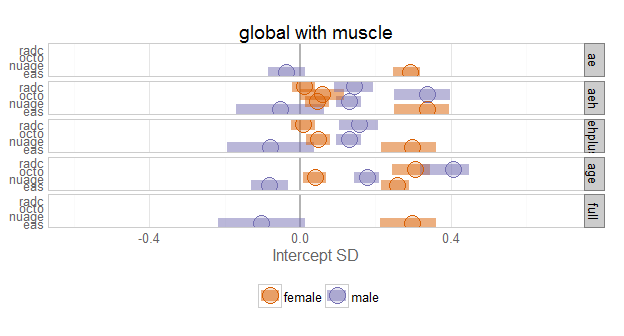 global with muscle
radc
octo
nuage
eas
ae
radc
octo
nuage
eas
aeh
radc
octo
nuage
eas
ehplu
radc
octo
nuage
eas
age
radc
octo
nuage
eas
full
-0.4 0.0 0.4
Intercept SD
female male